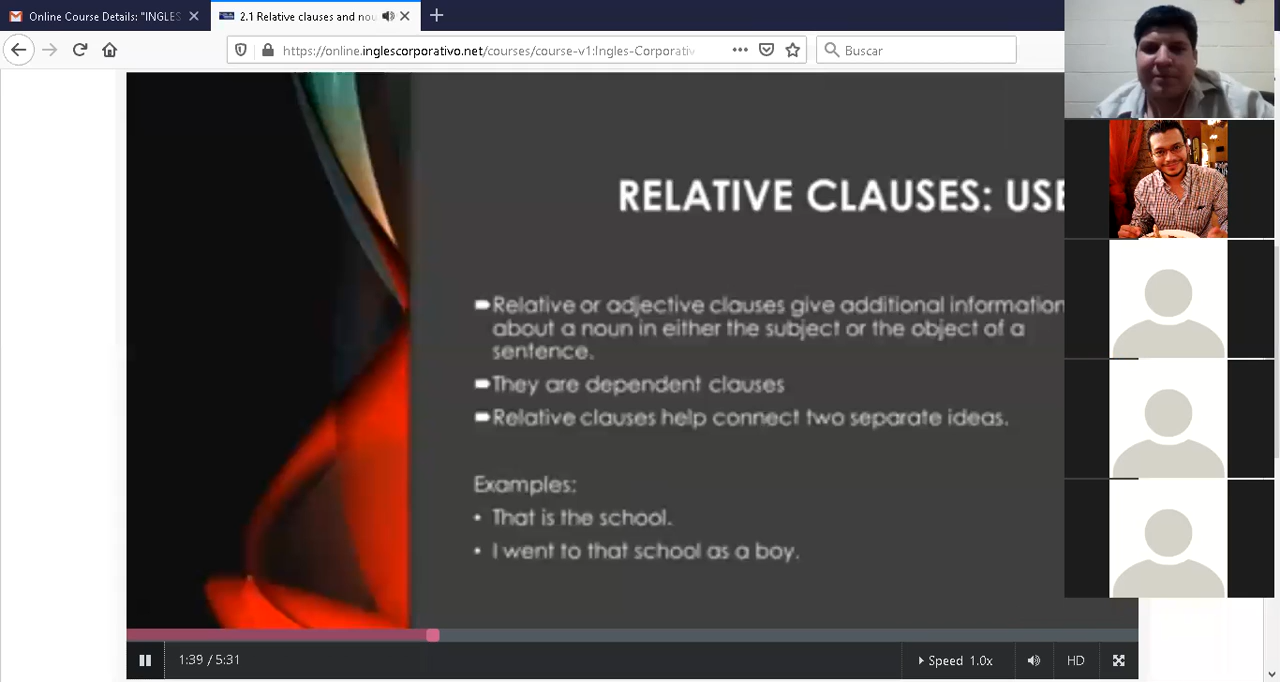 Online Course Details: "INGLES
2.1 Relative clauses and nou
https://online.inglescorporativo.net/courses/course-v1:Ingles-Corporativ
Buscar
RELATIVE CLAUSES: USE
Relative or adjective clauses give additional information
about a noun in either the subject or the object of a
sentence.
They are dependent clauses
Relative clauses help connect two separate ideas.
Examples:
• That is the school.
• I went to that school as a boy.
1:39 / 5:31
Speed 1.0x
HD